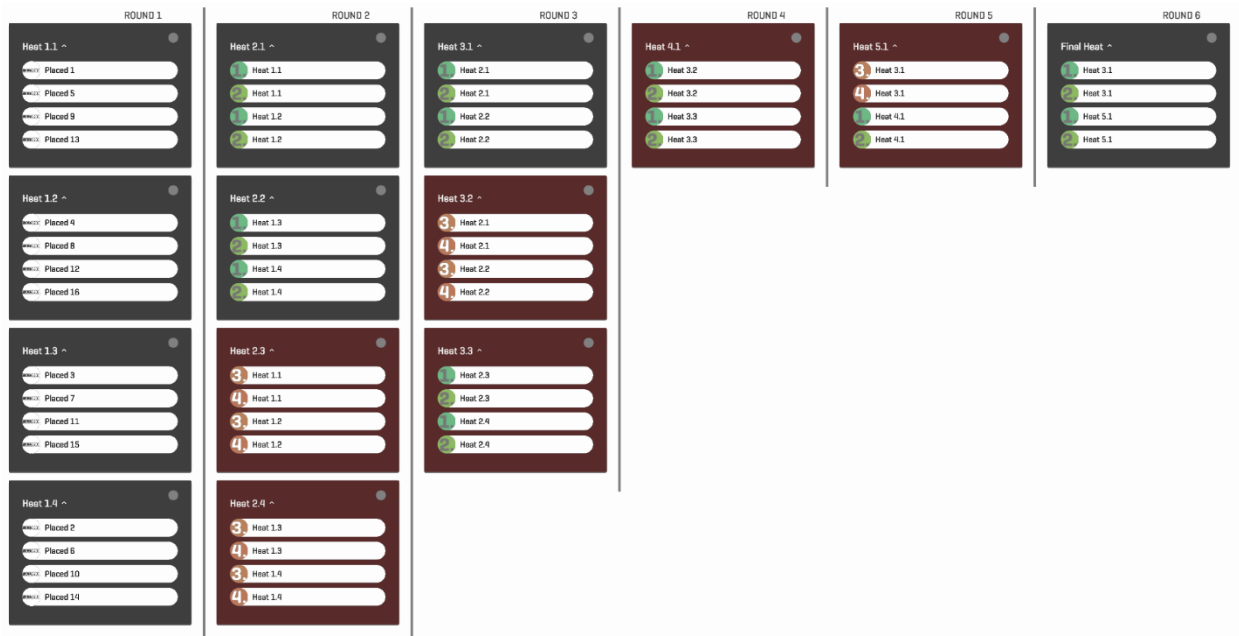 ROUND 1
Heat 1.1 ^
Placed 1
Placed 5
Placed 9
Placed 13
Heat 1.2 ^
Placed 4
Placed 8
Placed 12
Placed 16
Heat 1.3 ^
Placed 3
Placed 7
Placed 11
Placed 15
Heat 1.4 ^
Placed 2
Placed 6
Placed 10
Placed 14
ROUND 2
Heat 2.1 ^
1. Heat 1.1
2. Heat 1.1
1. Heat 1.2
2. Heat 1.2
Heat 2.2 ^
1. Heat 1.3
2. Heat 1.3
1. Heat 1.4
2. Heat 1.4
Heat 2.3 ^
3. Heat 1.1
4. Heat 1.1
3. Heat 1.2
4. Heat 1.2
Heat 2.4 ^
3. Heat 1.3
4. Heat 1.3
3. Heat 1.4
4. Heat 1.4
ROUND 3
Heat 3.1 ^
1. Heat 2.1
2. Heat 2.1
1. Heat 2.2
2. Heat 2.2
Heat 3.2 ^
3. Heat 2.1
4. Heat 2.1
3. Heat 2.2
4. Heat 2.2
Heat 3.3 ^
1. Heat 2.3
2. Heat 2.3
1. Heat 2.4
2. Heat 2.4
ROUND 4
Heat 4.1 ^
1. Heat 3.2
2. Heat 3.2
1. Heat 3.3
2. Heat 3.3
ROUND 5
Heat 5.1 ^
3. Heat 3.1
4. Heat 3.1
1. Heat 4.1
2. Heat 4.1
ROUND 6
Final Heat ^
1. Heat 3.1
2. Heat 3.1
1. Heat 5.1
2. Heat 5.1